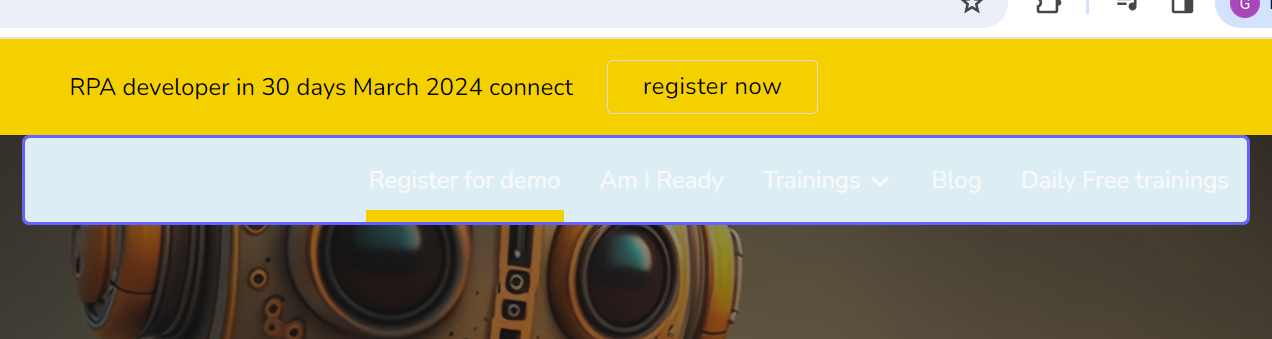 G
RPA developer in 30 days March 2024 connect
register now
Register for demo
Am I Ready
Trainings
Blog
Daily Free trainings